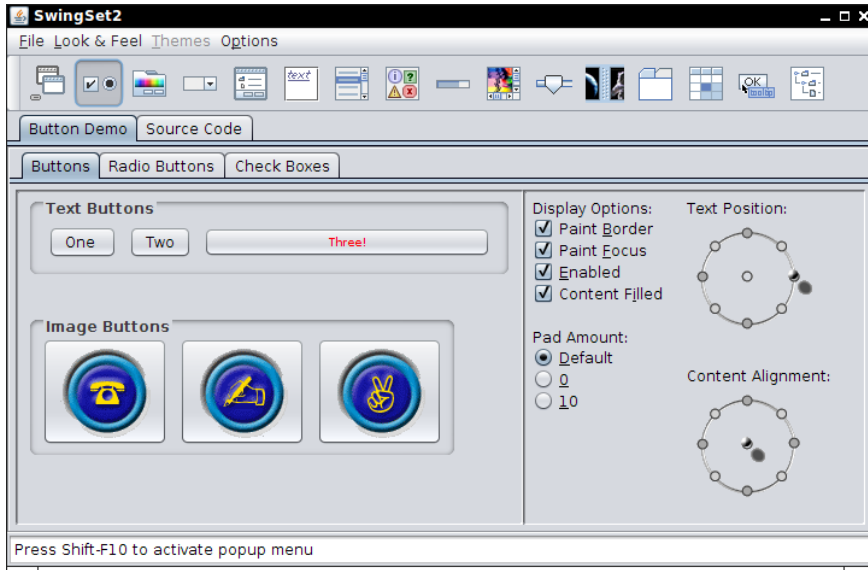 SwingSet2
File Look & Feel Themes Options
text
OK
tooltip
Button Demo Source Code
Buttons Radio Buttons Check Boxes
Text Buttons
One Two Three!
Image Buttons
Display Options:
Paint Border
Paint Focus
Enabled
Content Filled
Pad Amount:
Default
0
10
Text Position:
Content Alignment:
Press Shift-F10 to activate popup menu